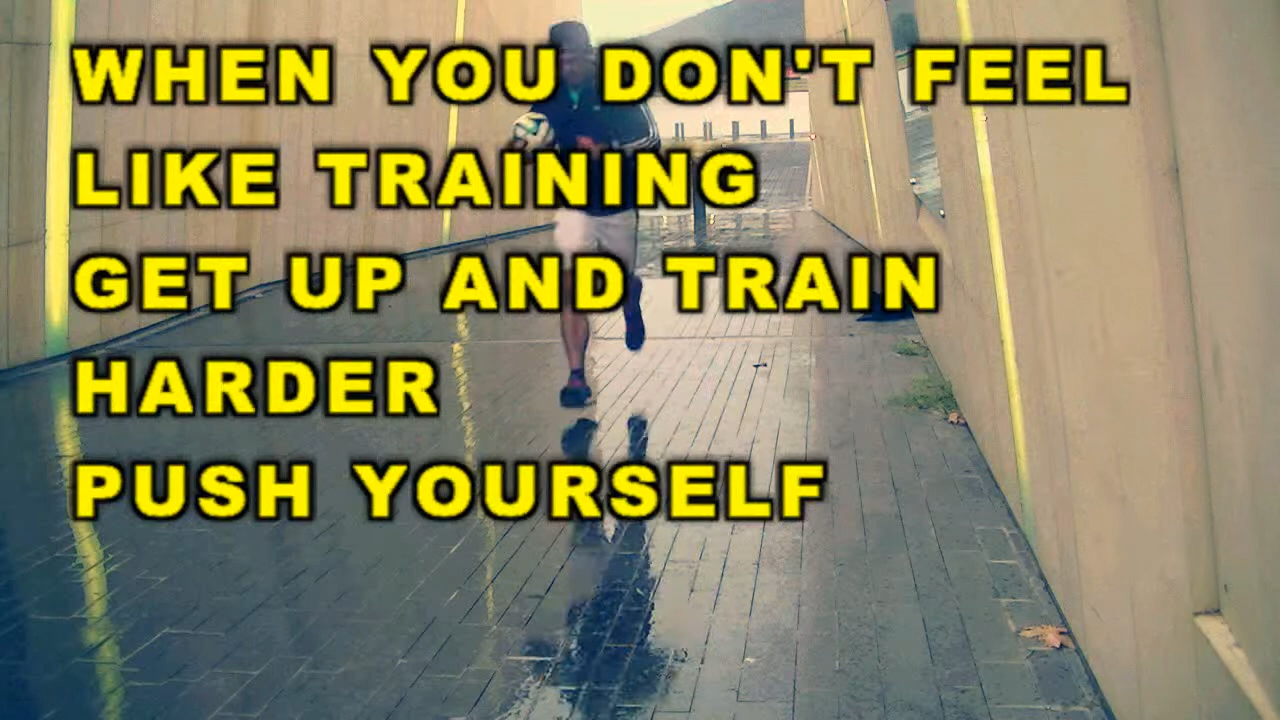 WHEN YOU DON'T FEEL
LIKE TRAINING
GET UP AND TRAIN
HARDER
PUSH YOURSELF